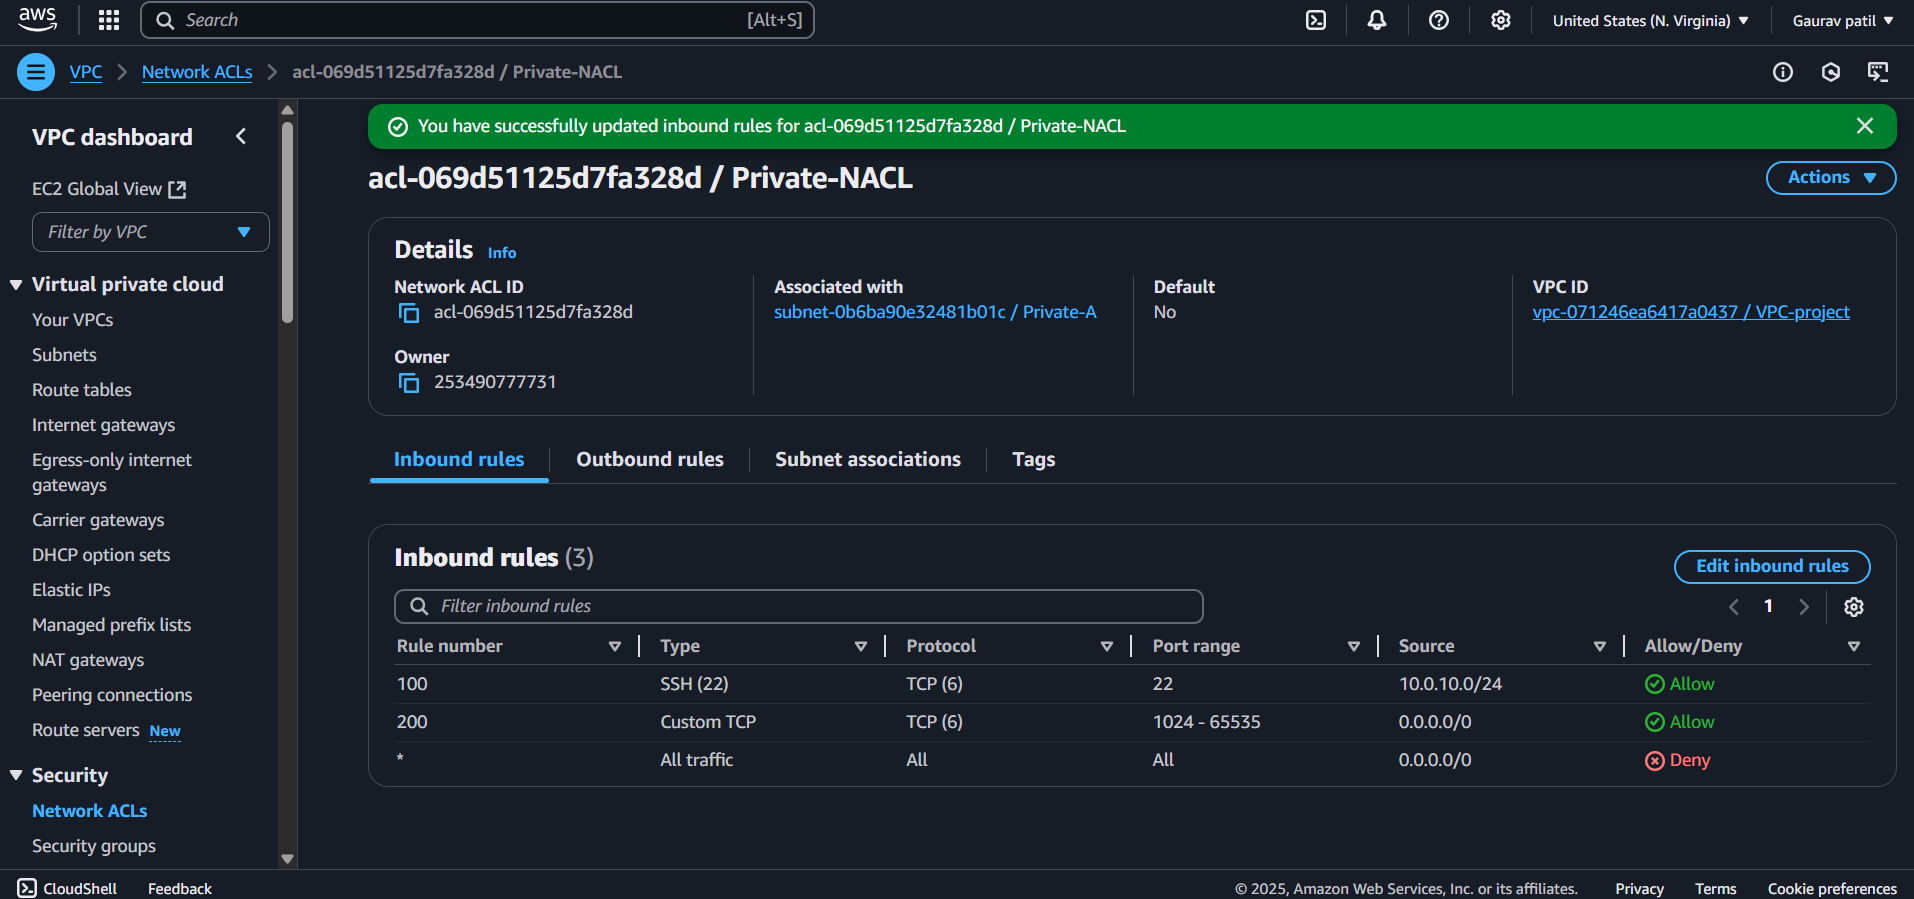 aws Search [Alt+S] United States (N. Virginia) Gaurav patil
VPC Network ACLs acl-069d51125d7fa328d / Private-NACL
VPC dashboard
EC2 Global View
Filter by VPC
Virtual private cloud
Your VPCs
Subnets
Route tables
Internet gateways
Egress-only internet
gateways
Carrier gateways
DHCP option sets
Elastic IPs
Managed prefix lists
NAT gateways
Peering connections
Route servers New
Security
Network ACLs
Security groups
You have successfully updated inbound rules for acl-069d51125d7fa328d / Private-NACL
acl-069d51125d7fa328d / Private-NACL Actions
Details Info
Network ACL ID
acl-069d51125d7fa328d
Associated with
subnet-0b6ba90e32481b01c / Private-A
Default
No
VPC ID
vpc-071246ea6417a0437 / VPC-project
Owner
253490777731
Inbound rules Outbound rules Subnet associations Tags
Inbound rules (3) Edit inbound rules
Filter inbound rules 1
Rule number Type Protocol Port range Source Allow/Deny
100 SSH (22) TCP (6) 22 10.0.10.0/24 Allow
200 Custom TCP TCP (6) 1024 - 65535 0.0.0.0/0 Allow
* All traffic All All 0.0.0.0/0 Deny
CloudShell Feedback © 2025, Amazon Web Services, Inc. or its affiliates. Privacy Terms Cookie preferences